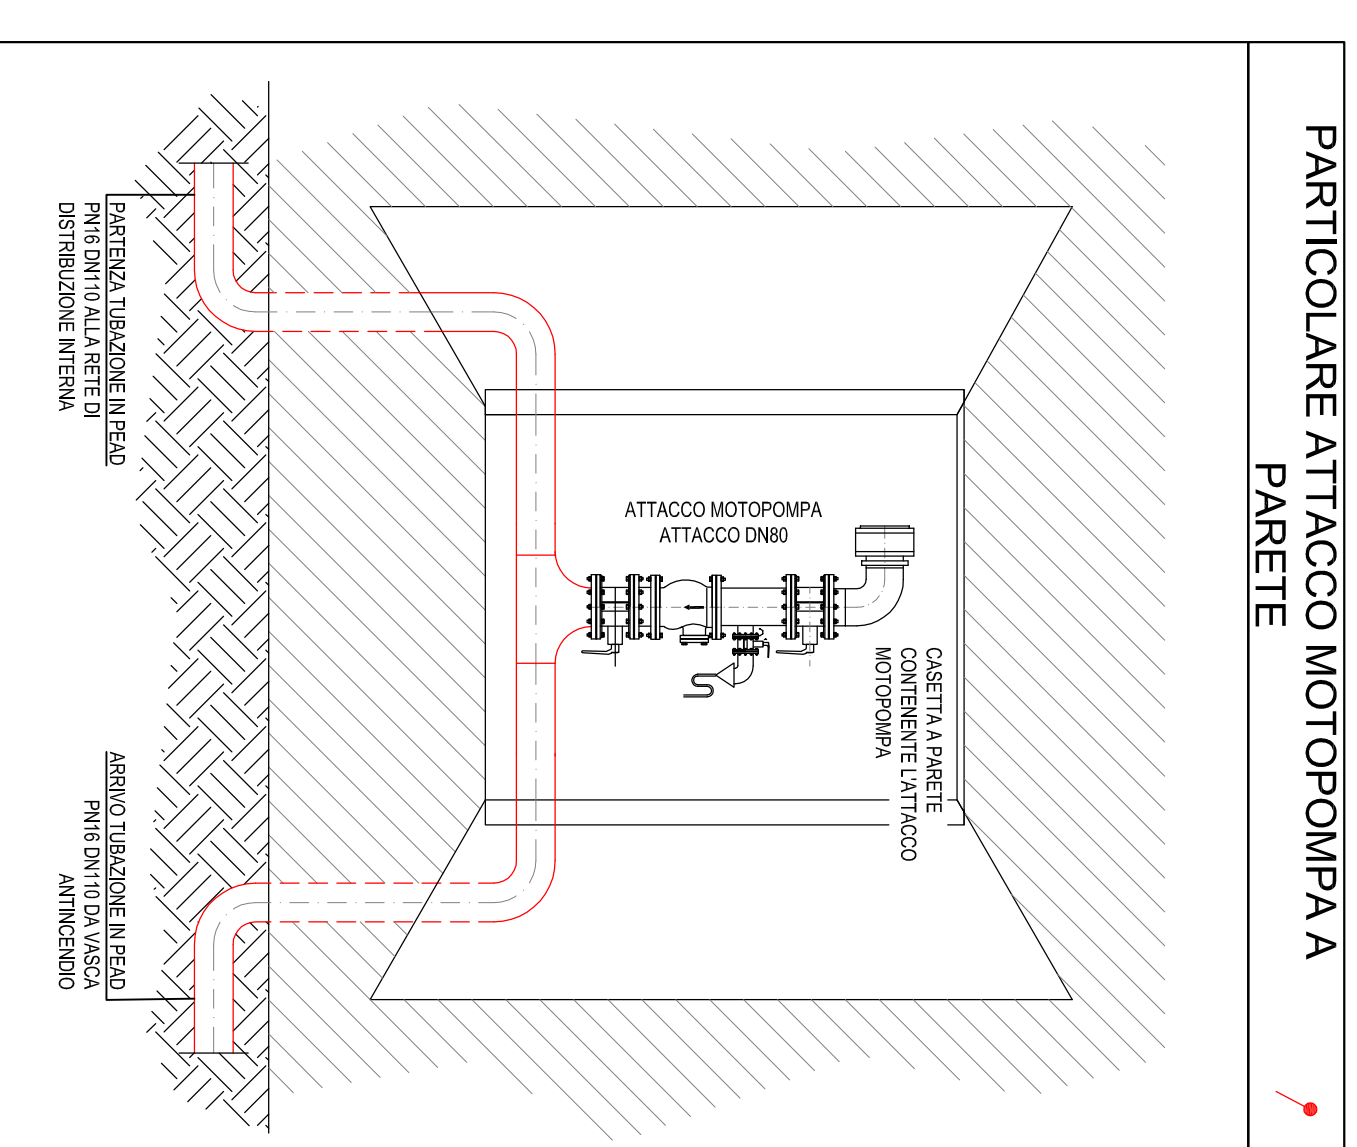 PARTICOLARE ATTACCO MOTOPOMPA A
PARETE
CASETTA A PARETE
CONTENENTE L'ATTACCO
MOTOPOMPA
ATTACCO MOTOPOMPA
ATTACCO DN80
PARTENZA TUBAZIONE IN PEAD
PN16 DN110 ALLA RETE DI
DISTRIBUZIONE INTERNA
ARRIVO TUBAZIONE IN PEAD
PN16 DN110 DA VASCA
ANTINCENDIO